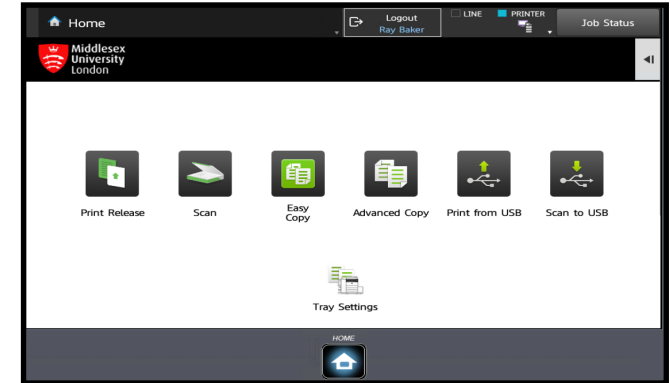 Home
Logout
Ray Baker
LINE
PRINTER
Job Status
Middlesex
University
London
Print Release
Scan
Easy
Copy
Advanced Copy
Print from USB
Scan to USB
Tray Settings
HOME